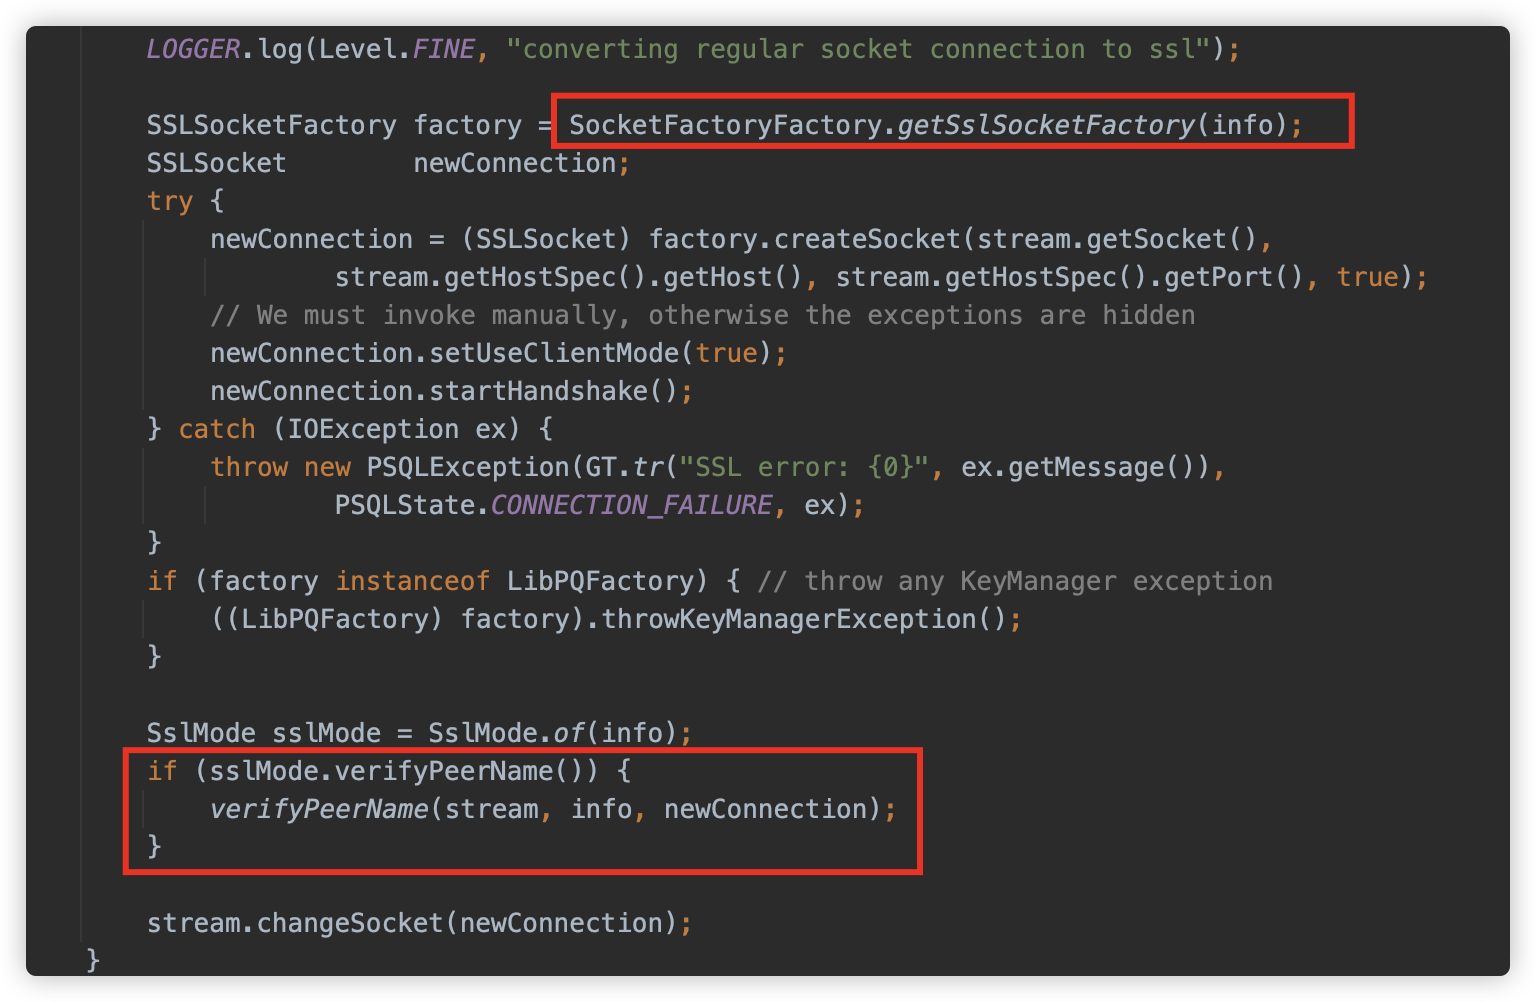 LOGGER.log(Level.FINE, "converting regular socket connection to ssl");
SSLSocketFactory factory = SocketFactoryFactory.getSslSocketFactory(info);
SSLSocket        newConnection;
try {
    newConnection = (SSLSocket) factory.createSocket(stream.getSocket(),
            stream.getHostSpec().getHost(), stream.getHostSpec().getPort(), true);
    // We must invoke manually, otherwise the exceptions are hidden
    newConnection.setUseClientMode(true);
    newConnection.startHandshake();
} catch (IOException ex) {
    throw new PSQLException(GT.tr("SSL error: {0}", ex.getMessage()),
            PSQLState.CONNECTION_FAILURE, ex);
}
if (factory instanceof LibPQFactory) { // throw any KeyManager exception
    ((LibPQFactory) factory).throwKeyManagerException();
}
SslMode sslMode = SslMode.of(info);
if (sslMode.verifyPeerName()) {
    verifyPeerName(stream, info, newConnection);
}
stream.changeSocket(newConnection);
}